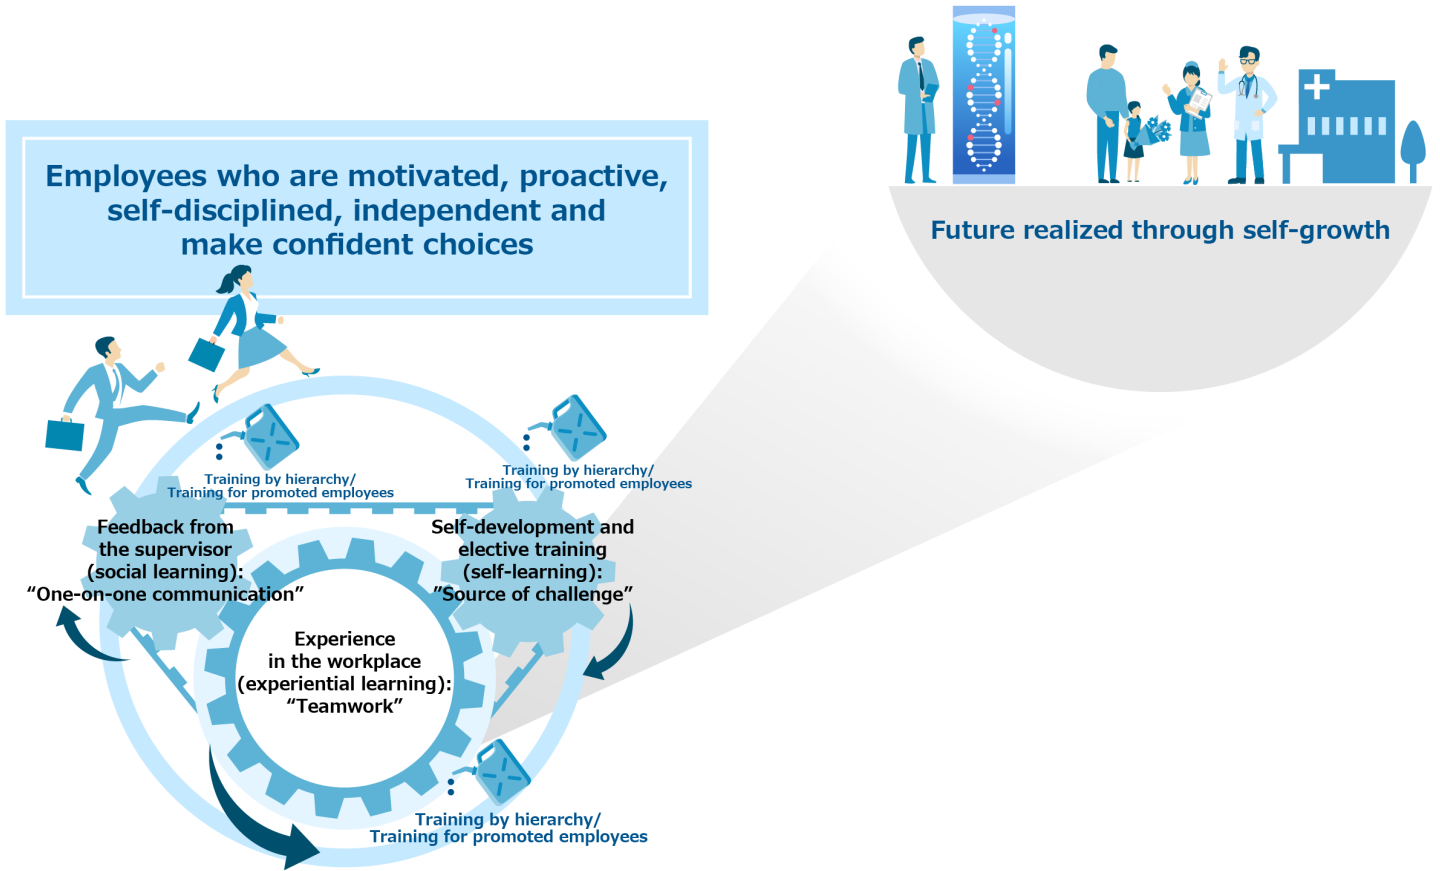 Employees who are motivated, proactive,
self-disciplined, independent and
make confident choices
Future realized through self-growth
Training by hierarchy/
Training for promoted employees
Training by hierarchy/
Training for promoted employees
Feedback from
the supervisor
(social learning):
“One-on-one communication”
Self-development and
elective training
(self-learning):
”Source of challenge”
Experience
in the workplace
(experiential learning):
“Teamwork”
Training by hierarchy/
Training for promoted employees